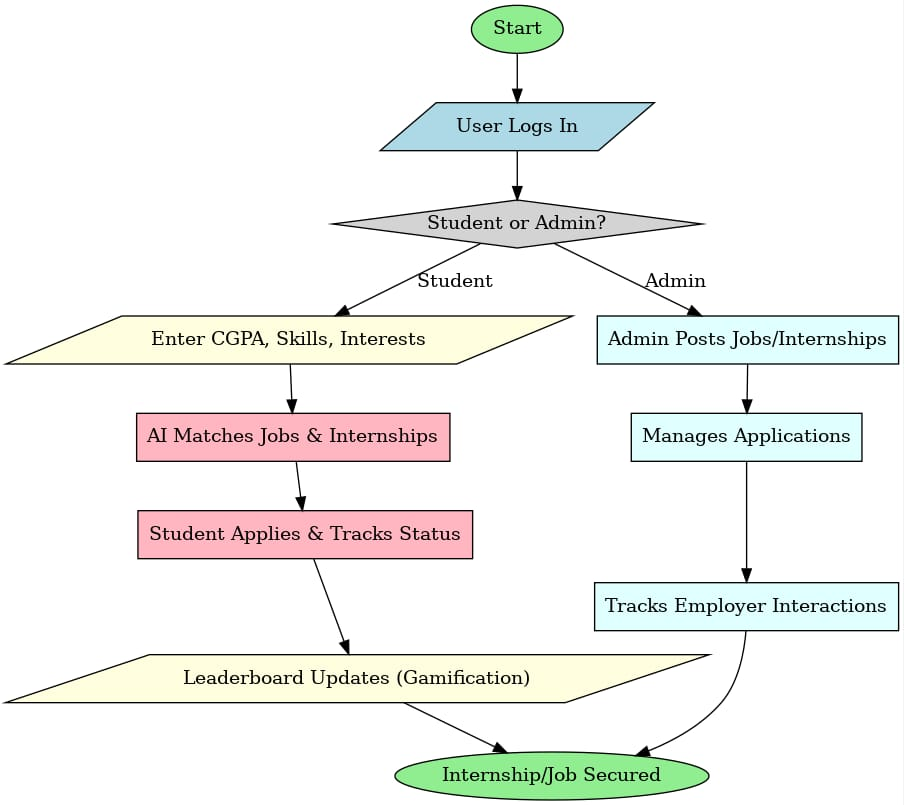 Start
User Logs In
Student or Admin?
Student
Admin
Enter CGPA, Skills, Interests
Admin Posts Jobs/Internships
AI Matches Jobs & Internships
Manages Applications
Student Applies & Tracks Status
Tracks Employer Interactions
Leaderboard Updates (Gamification)
Internship/Job Secured